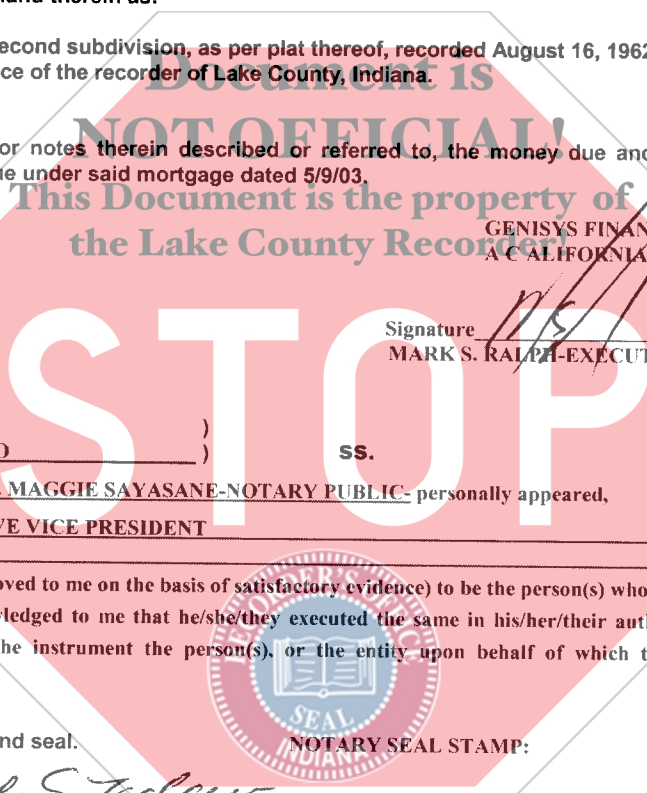 econd subdivision, as per plat thereof, recorded August 16, 1962
ce of the recorder of Lake County, Indiana.
Document is
NOT OFFICIAL!
or notes therein described or referred to, the money due and
ue under said mortgage dated 5/9/03.
This Document is the property of
the Lake County Recorder!
GENISYS FINAN
A C ALIFORNIA
Signature
MARK S. RALPH-EXECUT
STOP
)
O )
SS.
MAGGIE SAYASANE-NOTARY PUBLIC- personally appeared,
VE VICE PRESIDENT
oved to me on the basis of satisfactory evidence) to be the person(s) who
ledged to me that he/she/they executed the same in his/her/their aut
he instrument the person(s), or the entity upon behalf of which t
RECORDER'S OFFICE
SEAL
INDIANA
nd seal.
NOTARY SEAL STAMP: